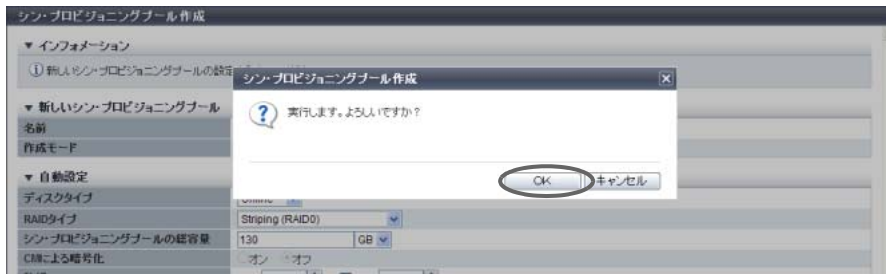 シン・プロビジョニングプール作成
▼ インフォメーション
新しいシン・プロビジョニングプールの設定
シン・プロビジョニングプール作成
実行します。よろしいですか？
OK キャンセル
▼ 新しいシン・プロビジョニングプール
名前
作成モード
▼ 自動設定
ディスクタイプ Online
RAIDタイプ Striping (RAID0)
シン・プロビジョニングプールの総容量 130 GB
CMによる暗号化 オン オフ